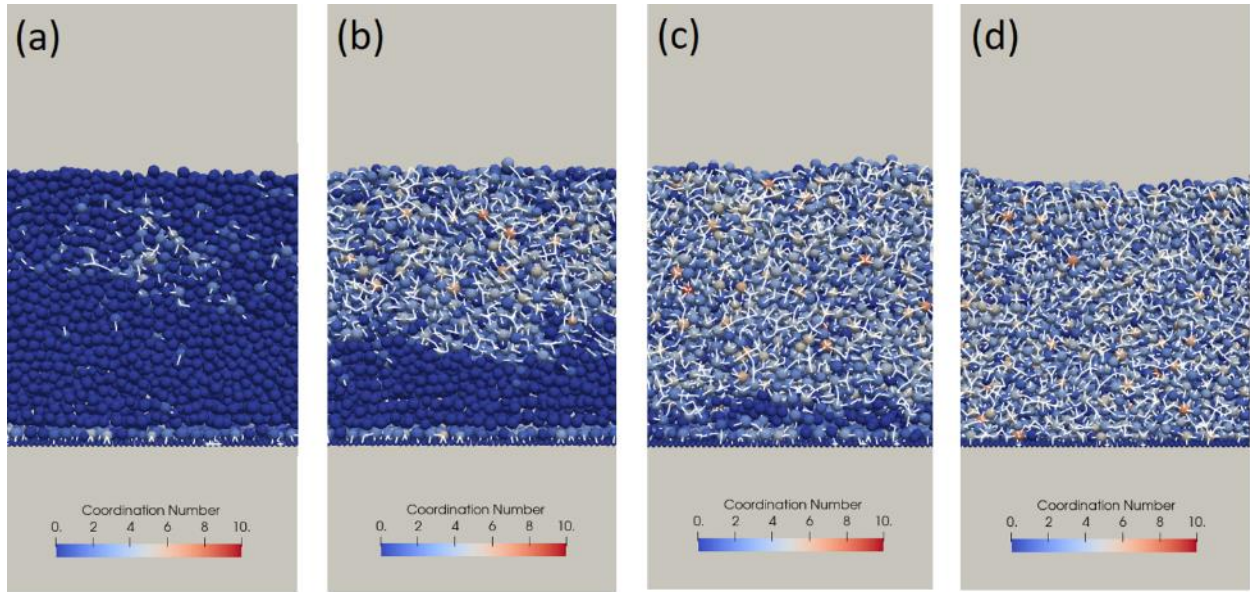 (a)
(b)
(c)
(d)
Coordination Number
0. 2 4 6 8 10.
Coordination Number
0. 2 4 6 8 10.
Coordination Number
0. 2 4 6 8 10.
Coordination Number
0. 2 4 6 8 10.